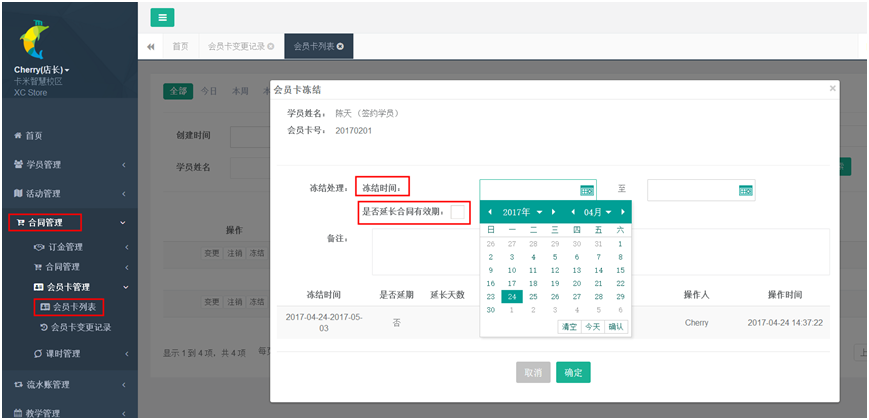 Cherry(店长)
卡米智慧校区
XC Store
首页
学员管理
活动管理
合同管理
订金管理
合同管理
会员卡管理
会员卡列表
会员卡变更记录
课时管理
流水账管理
教学管理
首页 会员卡变更记录 会员卡列表
全部 今日 本周
创建时间
学员姓名
操作
变更 注销 冻结
变更 注销 冻结
显示 1 到 4 项，共 4 项
会员卡冻结
学员姓名： 陈天 （签约学员）
会员卡号： 20170201
冻结处理： 冻结时间： 至
是否延长合同有效期：
备注：
2017年 04月
日 一 二 三 四 五 六
26 27 28 29 30 31 1
2 3 4 5 6 7 8
9 10 11 12 13 14 15
16 17 18 19 20 21 22
23 24 25 26 27 28 29
30 1 2 3 4 5 6
清空 今天 确认
冻结时间 是否延期 延长天数 操作人 操作时间
2017-04-24-2017-05-
03 否 Cherry 2017-04-24 14:37:22
取消 确定